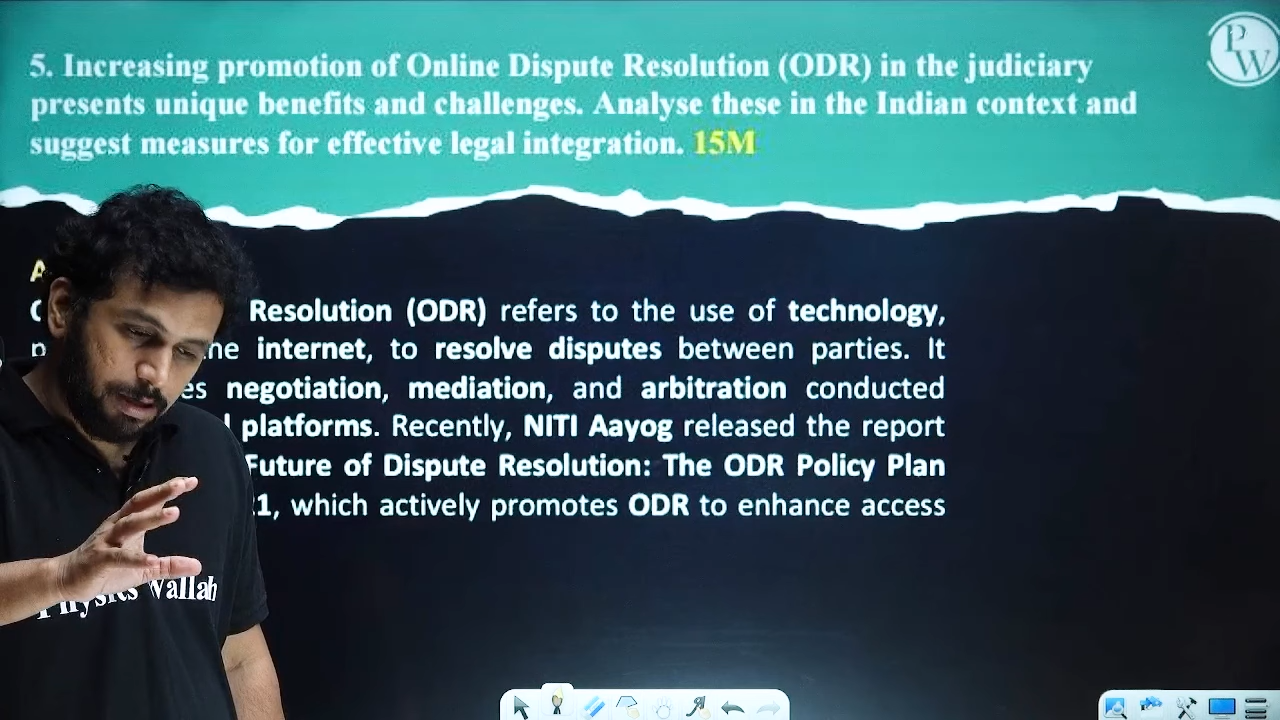 5. Increasing promotion of Online Dispute Resolution (ODR) in the judiciary
presents unique benefits and challenges. Analyse these in the Indian context and
suggest measures for effective legal integration. 15M
P
W
Resolution (ODR) refers to the use of technology,
internet, to resolve disputes between parties. It
negotiation, mediation, and arbitration conducted
platforms. Recently, NITI Aayog released the report
Future of Dispute Resolution: The ODR Policy Plan
which actively promotes ODR to enhance access
Physics Wallah